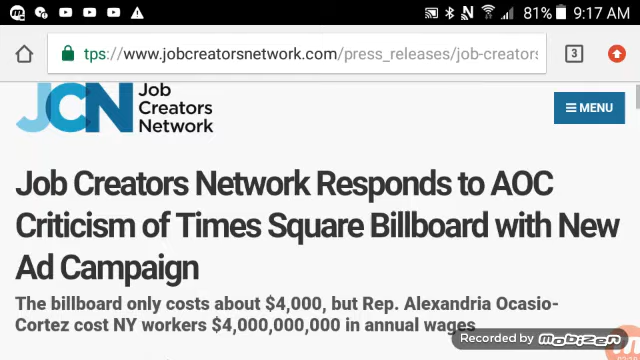 81% 9:17 AM
tps://www.jobcreatorsnetwork.com/press_releases/job-creators
3
JCN Job
Creators
Network
MENU
Job Creators Network Responds to AOC
Criticism of Times Square Billboard with New
Ad Campaign
The billboard only costs about $4,000, but Rep. Alexandria Ocasio-
Cortez cost NY workers $4,000,000,000 in annual wages
Recorded by Mobizen